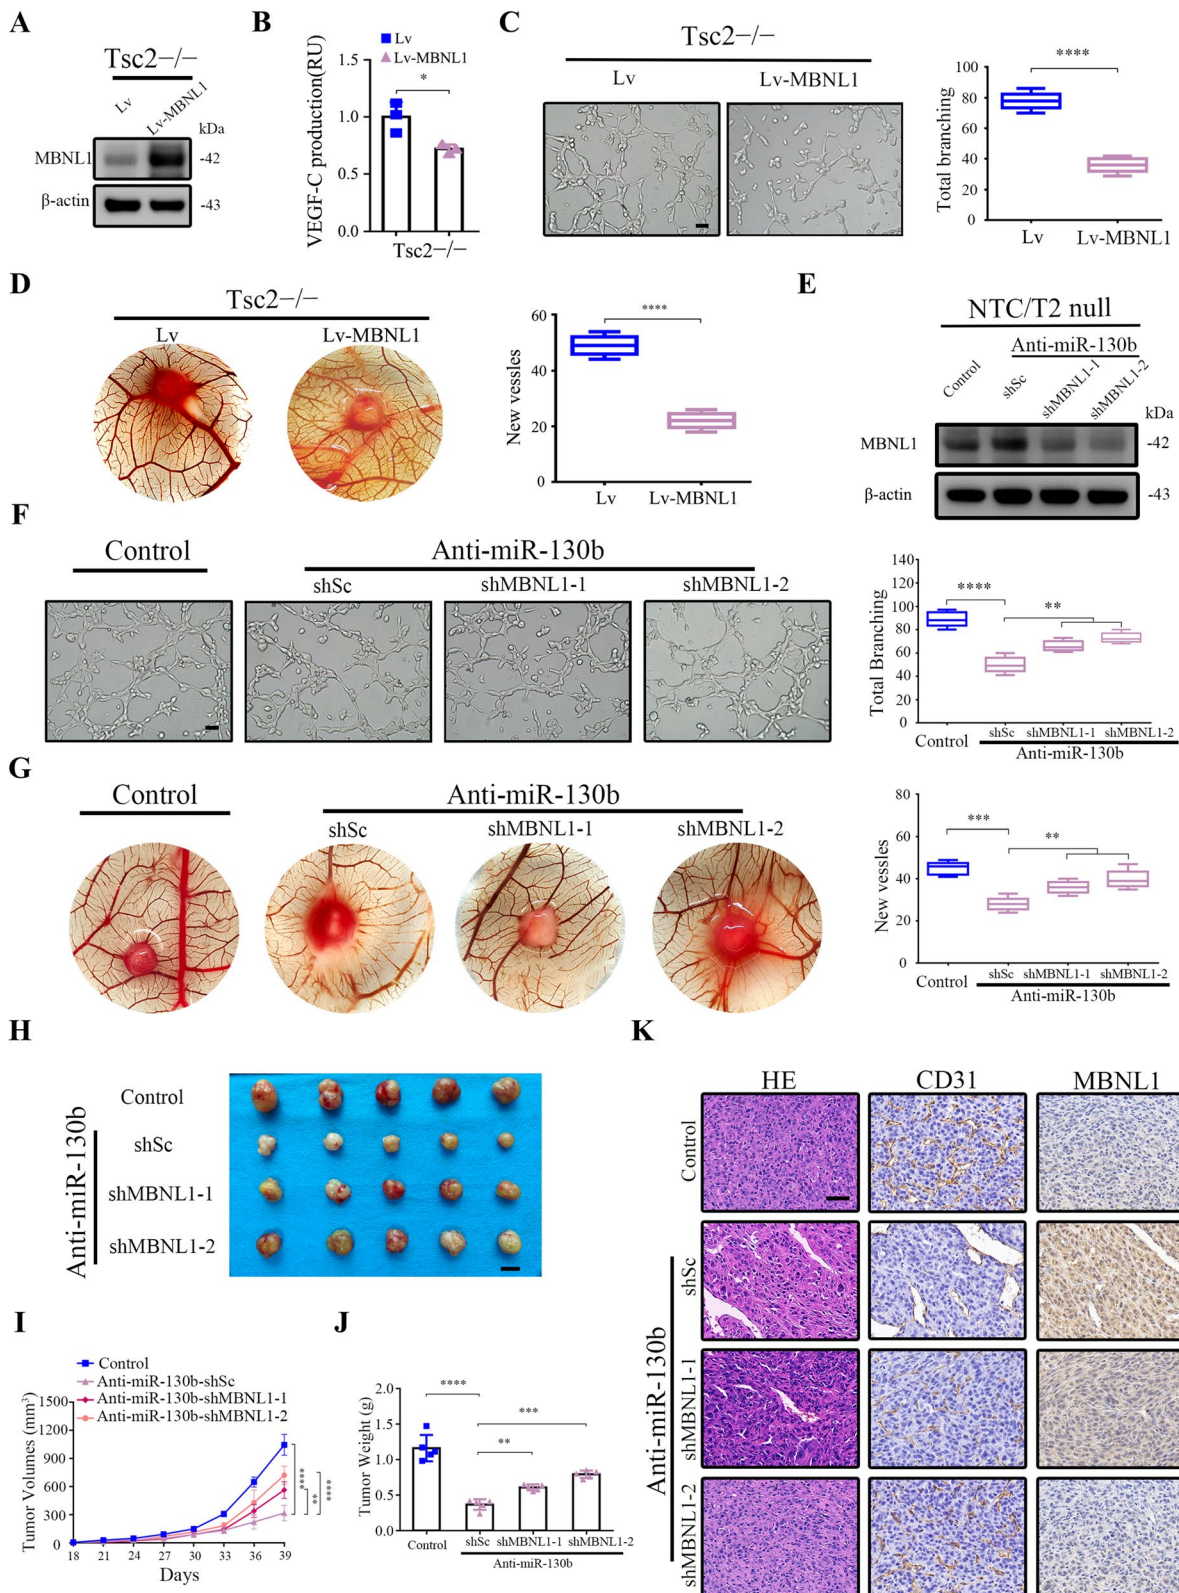 A
Tsc2−/−
Lv
Lv-MBNL1
kDa
MBNL1
-42
β-actin
-43
B
Lv
Lv-MBNL1
VEGF-C production(RU)
1.5
1.0
0.5
0.0
*
Tsc2−/−
C
Tsc2−/−
Lv
Lv-MBNL1
Total branching
100
80
60
40
20
0
****
Lv
Lv-MBNL1
D
Tsc2−/−
Lv
Lv-MBNL1
New vessles
60
40
20
0
****
Lv
Lv-MBNL1
E
NTC/T2 null
Anti-miR-130b
Control
shSc
shMBNL1-1
shMBNL1-2
kDa
MBNL1
-42
β-actin
-43
F
Control
Anti-miR-130b
shSc
shMBNL1-1
shMBNL1-2
Total Branching
140
120
100
80
60
40
20
0
****
**
Control
shSc
shMBNL1-1
shMBNL1-2
Anti-miR-130b
G
Control
Anti-miR-130b
shSc
shMBNL1-1
shMBNL1-2
New vessles
80
60
40
20
0
***
**
Control
shSc
shMBNL1-1
shMBNL1-2
Anti-miR-130b
H
Anti-miR-130b
Control
shSc
shMBNL1-1
shMBNL1-2
I
Control
Anti-miR-130b-shSc
Anti-miR-130b-shMBNL1-1
Anti-miR-130b-shMBNL1-2
Tumor Volumes (mm³)
1500
1200
900
600
300
0
18
21
24
27
30
33
36
39
Days
****
**
****
J
Tumor Weight (g)
2.0
1.5
1.0
0.5
0.0
****
***
**
Control
shSc
shMBNL1-1
shMBNL1-2
Anti-miR-130b
K
HE
CD31
MBNL1
Control
Anti-miR-130b
shSc
shMBNL1-1
shMBNL1-2